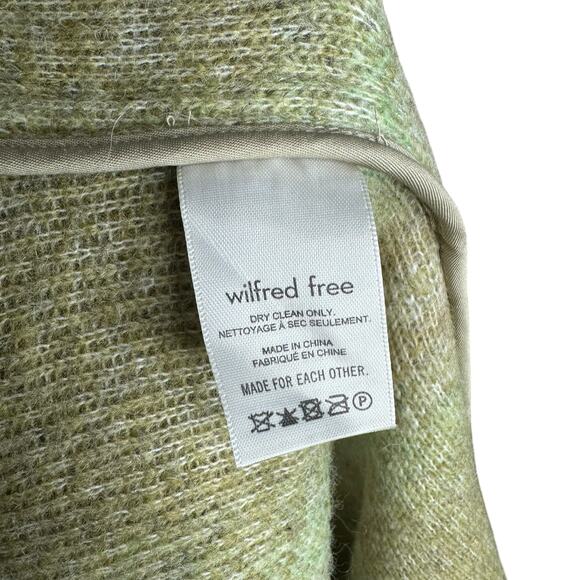 wilfred free
DRY CLEAN ONLY.
NETTOYAGE À SEC SEULEMENT.
MADE IN CHINA
FABRIQUÉ EN CHINE
MADE FOR EACH OTHER.
P